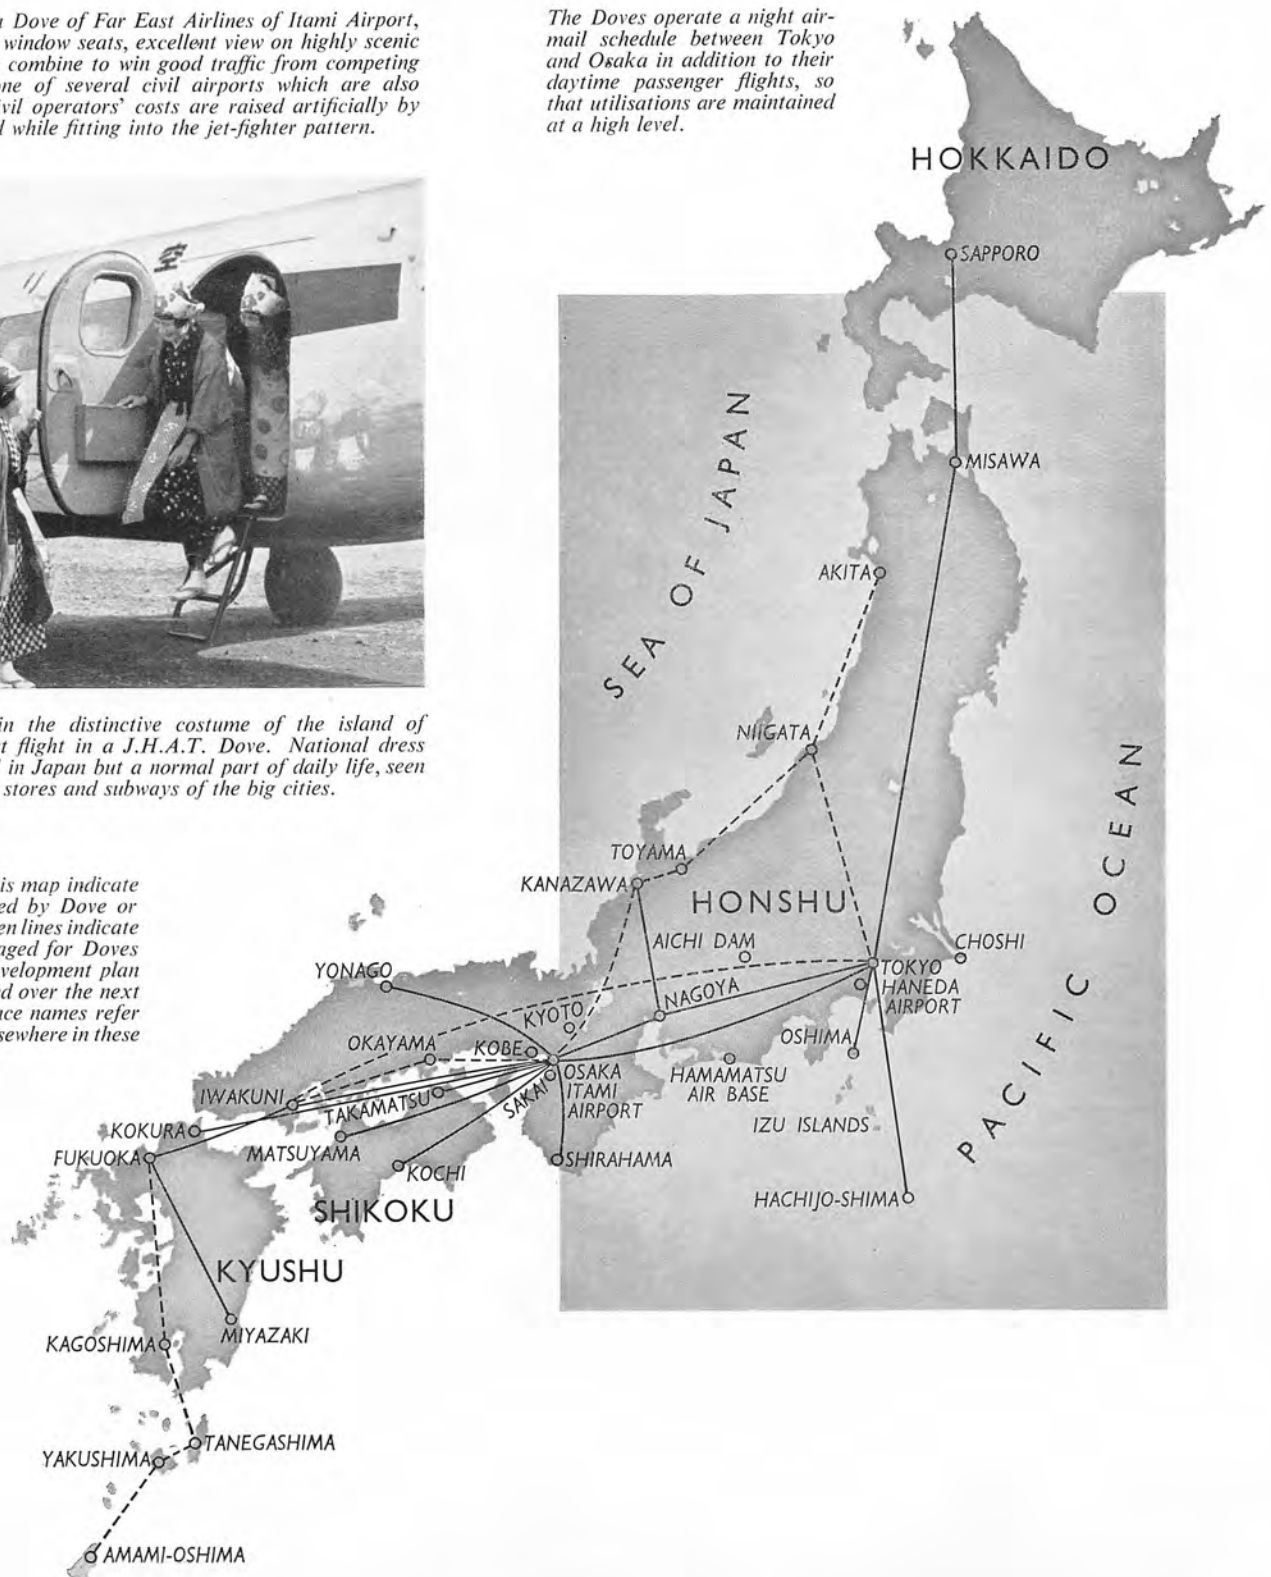 a Dove of Far East Airlines of Itami Airport,
window seats, excellent view on highly scenic
combine to win good traffic from competing
one of several civil airports which are also
civil operators' costs are raised artificially by
while fitting into the jet-fighter pattern.
The Doves operate a night air-
mail schedule between Tokyo
and Osaka in addition to their
daytime passenger flights, so
that utilisations are maintained
at a high level.
空
in the distinctive costume of the island of
flight in a J.H.A.T. Dove. National dress
in Japan but a normal part of daily life, seen
stores and subways of the big cities.
is map indicate
ed by Dove or
en lines indicate
aged for Doves
velopment plan
ed over the next
ce names refer
sewhere in these
HOKKAIDO
SAPPORO
MISAWA
SEA OF JAPAN
AKITA
NIIGATA
PACIFIC OCEAN
TOYAMA
KANAZAWA
HONSHU
AICHI DAM
CHOSHI
YONAGO
TOKYO
HANEDA
AIRPORT
NAGOYA
KYOTO
OKAYAMA
KOBE
OSHIMA
OSAKA
ITAMI
AIRPORT
SAKAI
HAMAMATSU
AIR BASE
IWAKUNI
TAKAMATSU
IZU ISLANDS
KOKURA
MATSUYAMA
FUKUOKA
KOCHI
SHIRAHAMA
HACHIJO-SHIMA
SHIKOKU
KYUSHU
MIYAZAKI
KAGOSHIMA
TANEGASHIMA
YAKUSHIMA
AMAMI-OSHIMA